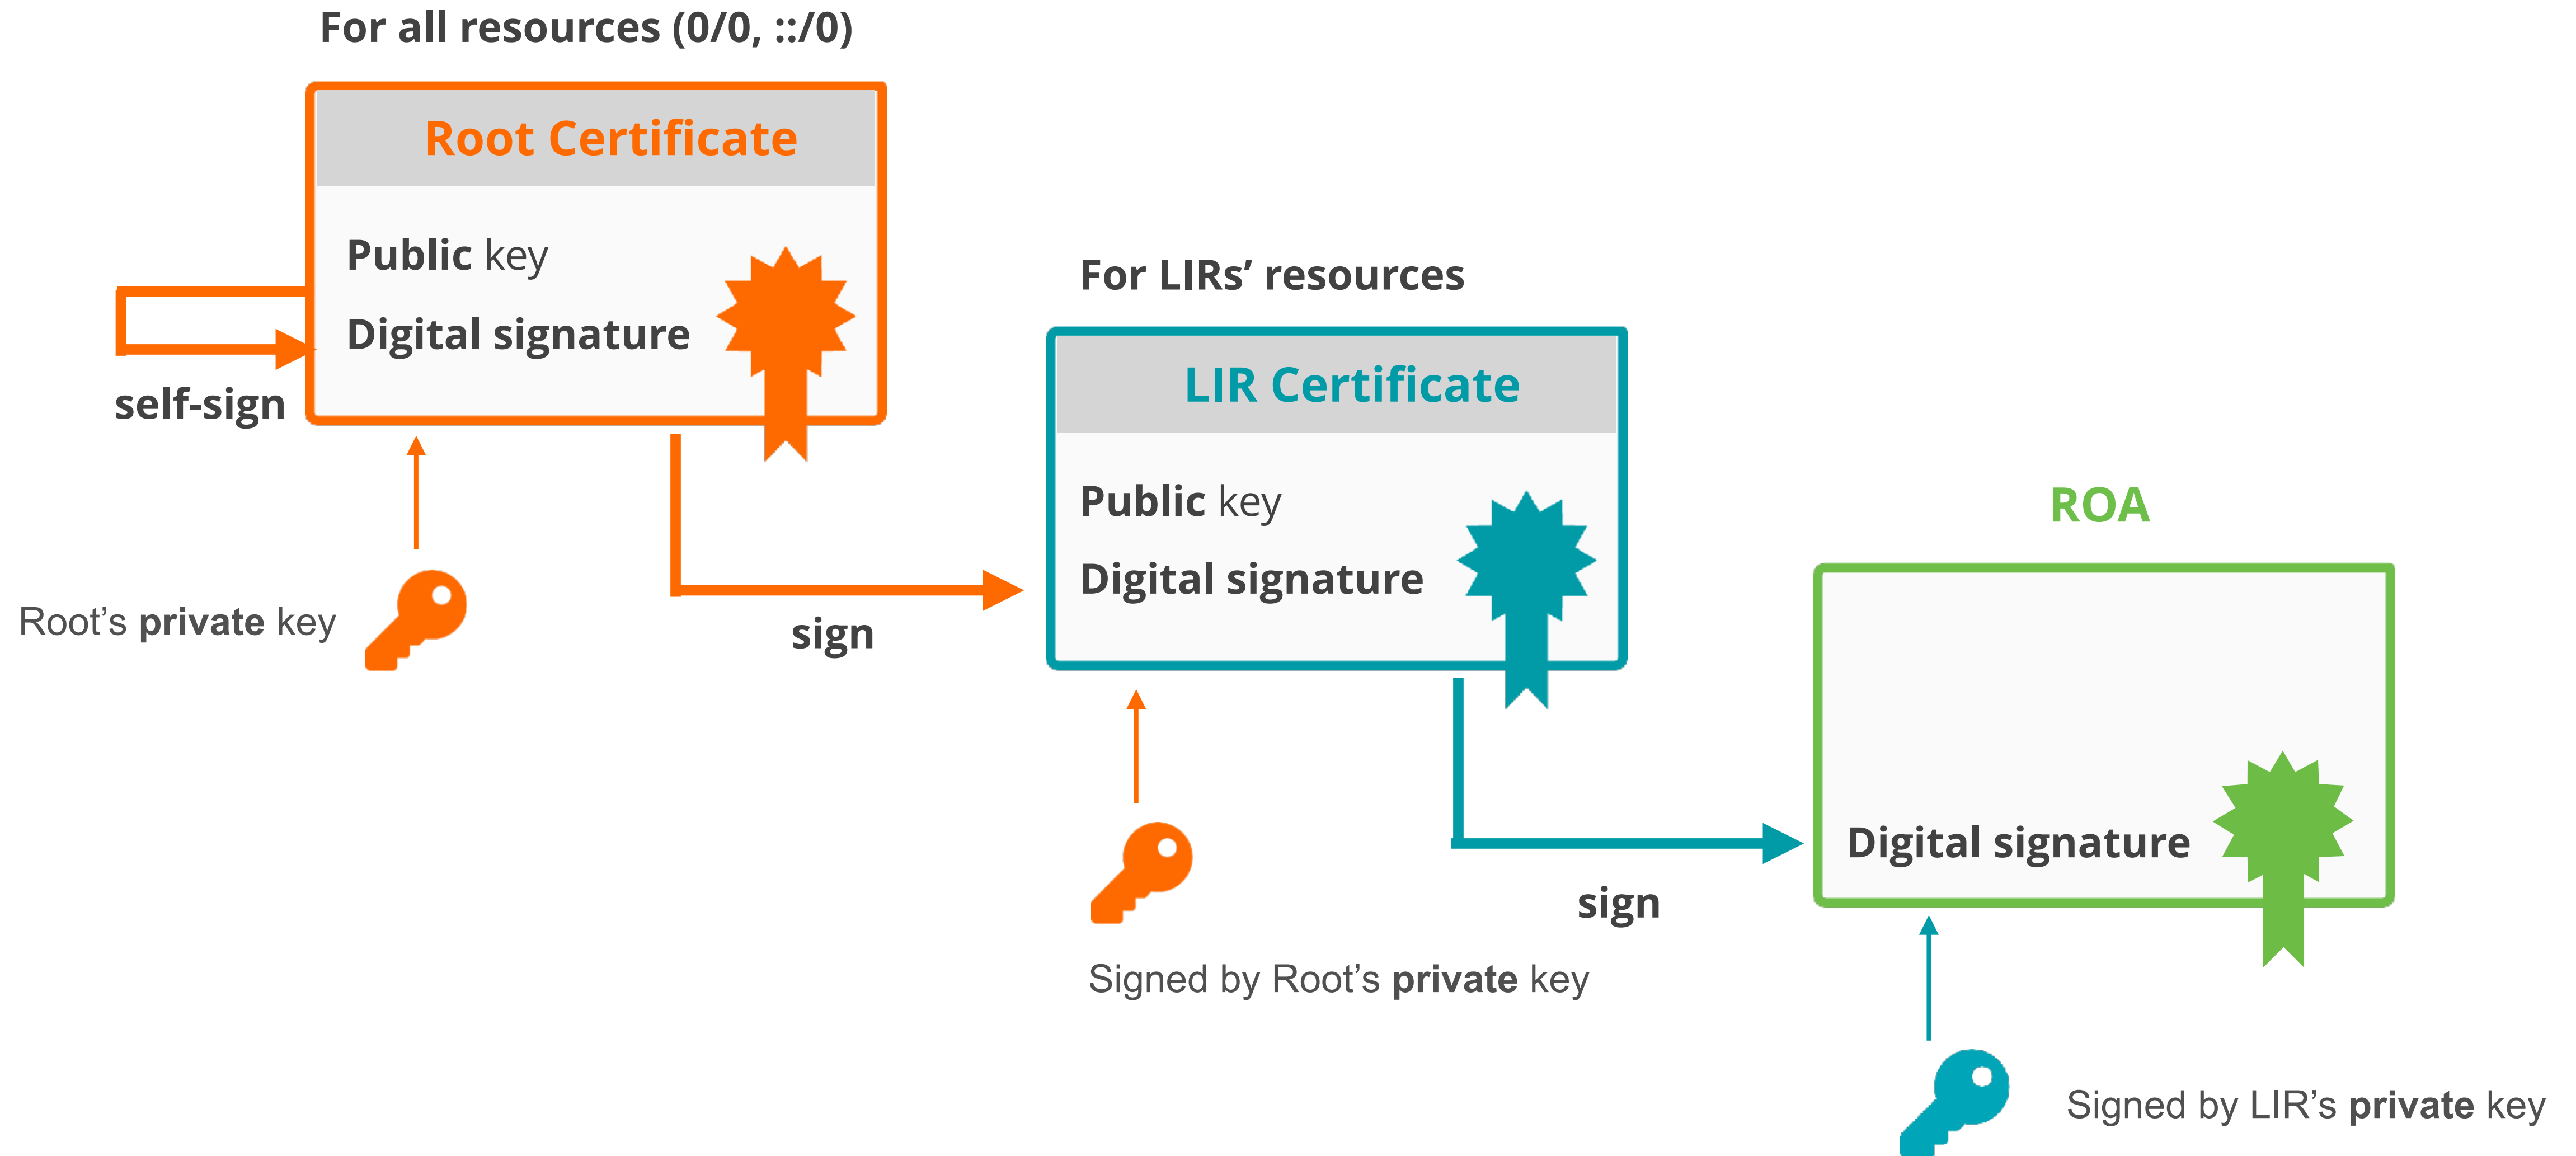 For all resources (0/0, ::/0)
Root Certificate
Public key
Digital signature
self-sign
Root’s private key
sign
For LIRs’ resources
LIR Certificate
Public key
Digital signature
Signed by Root’s private key
sign
ROA
Digital signature
Signed by LIR’s private key